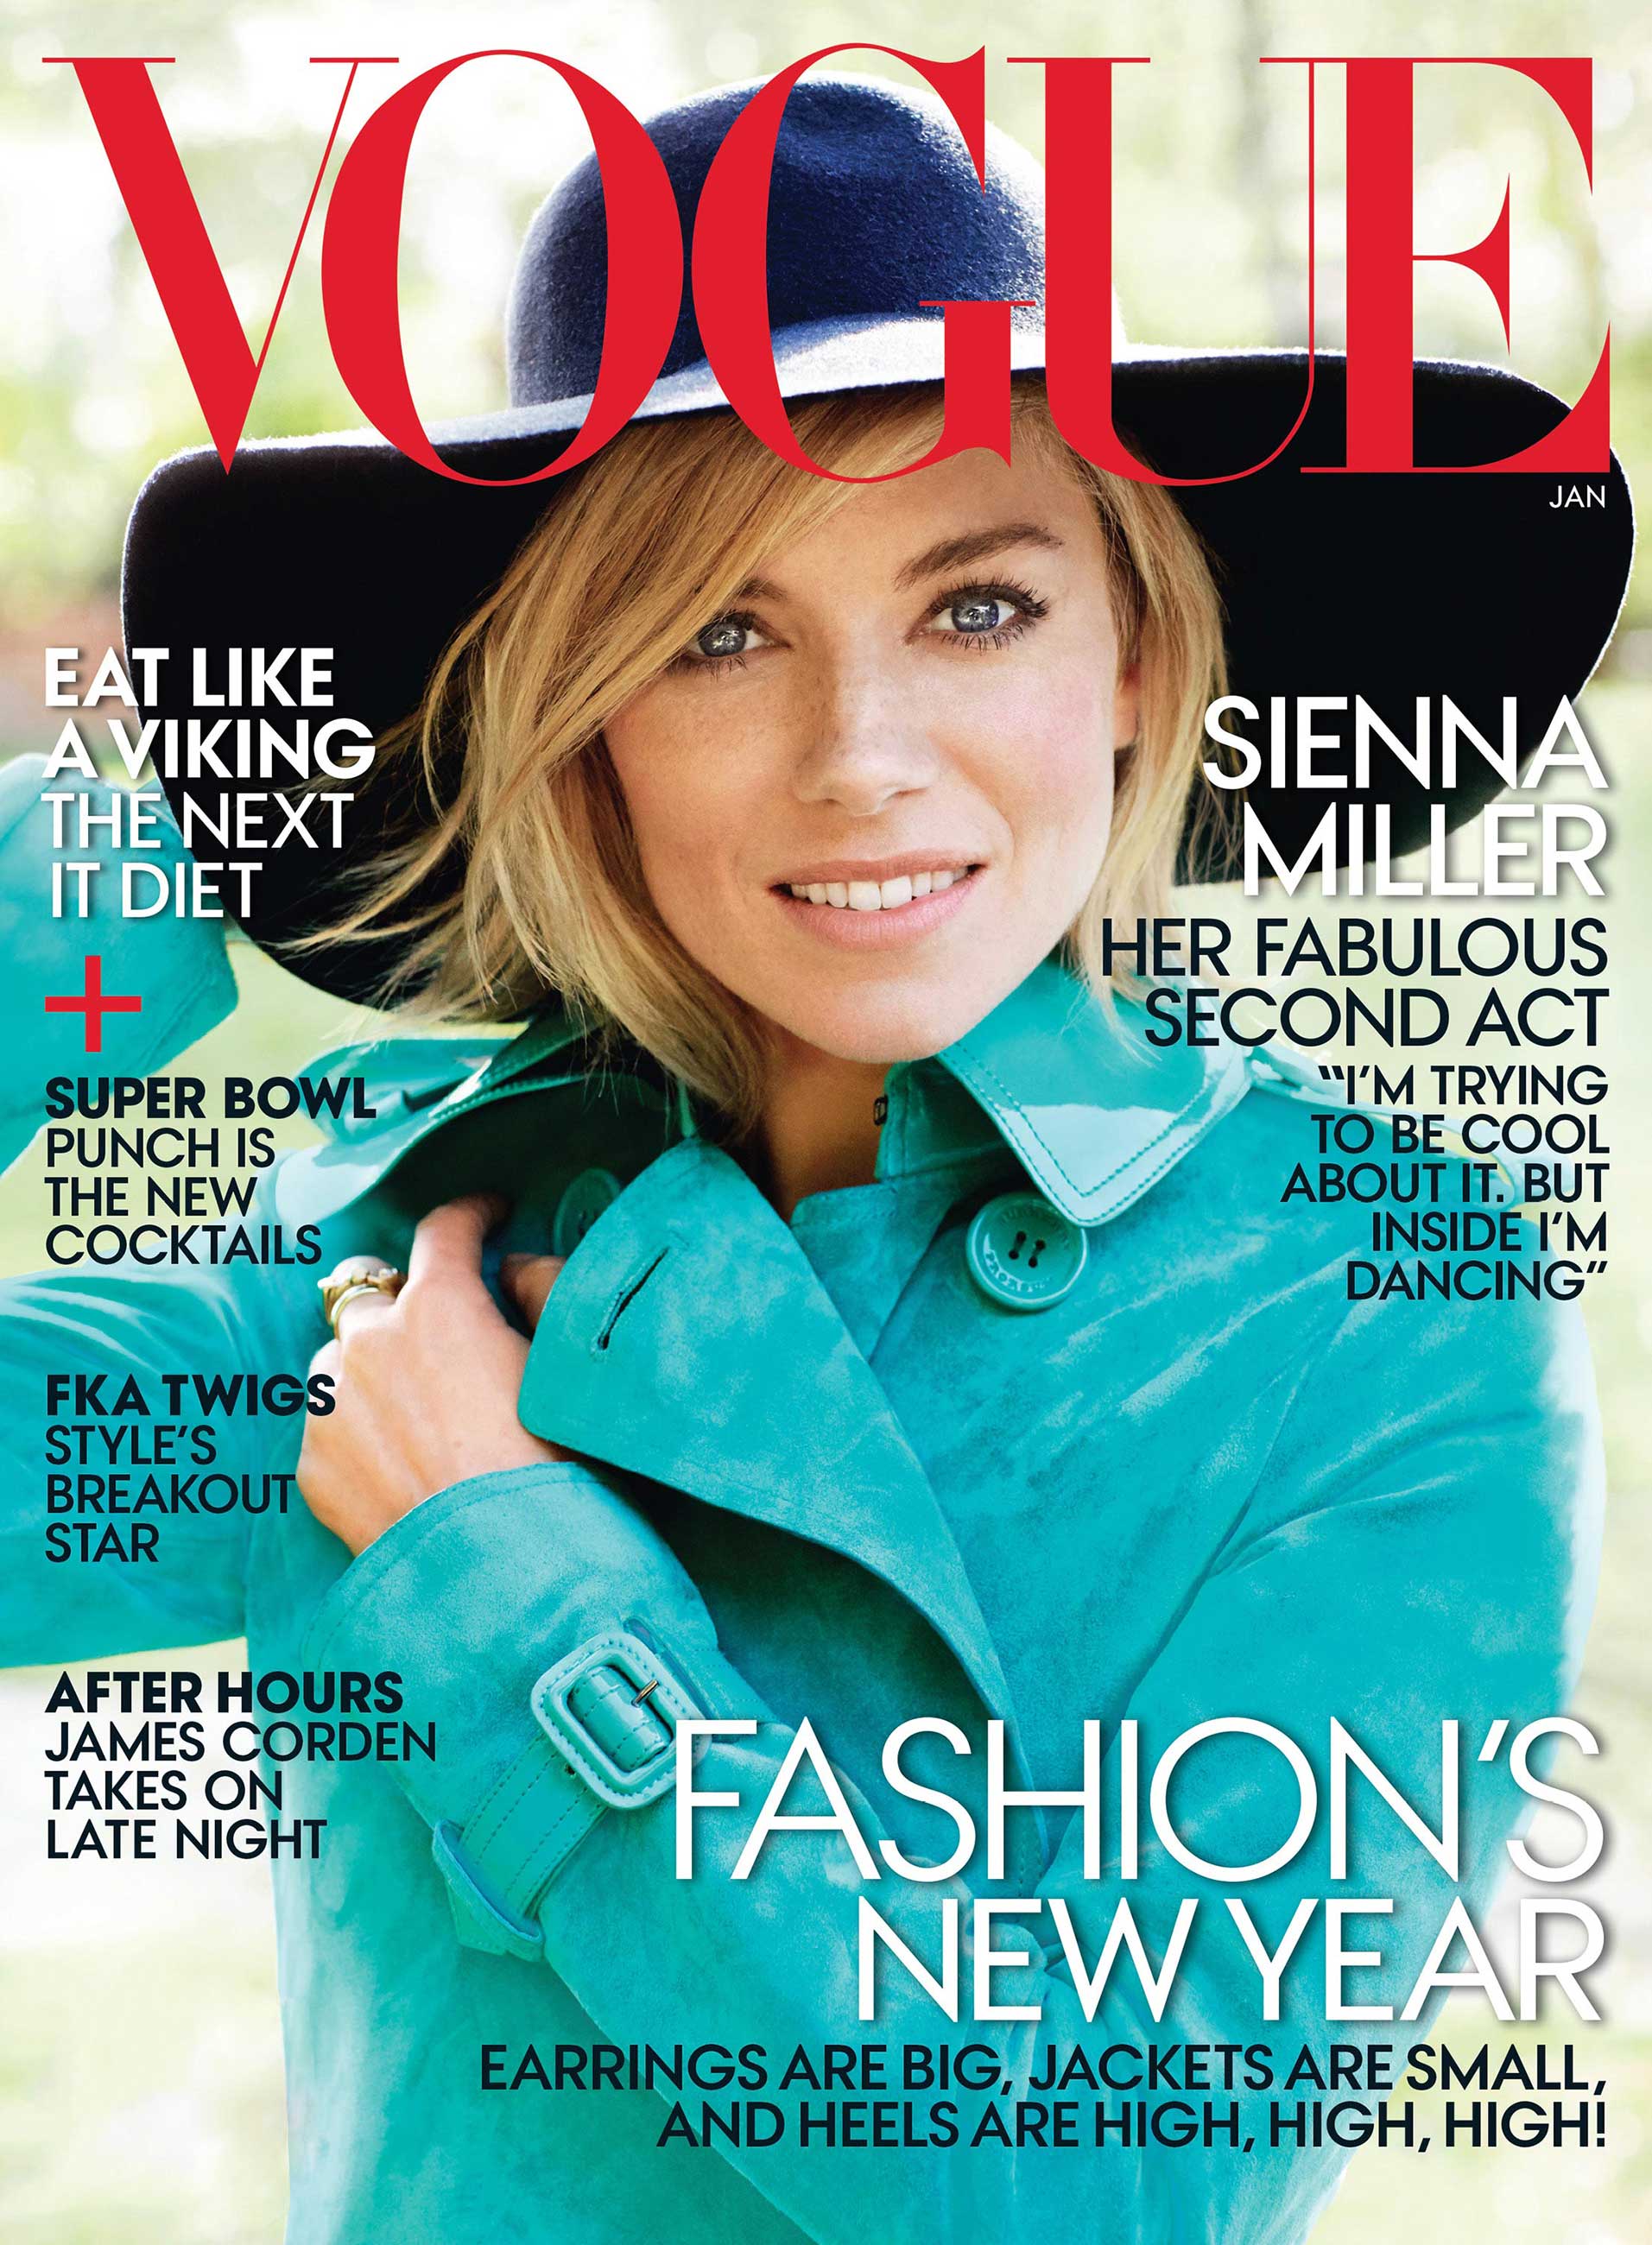 VOGUE
JAN
EAT LIKE
A VIKING
THE NEXT
IT DIET
+
SUPER BOWL
PUNCH IS
THE NEW
COCKTAILS
FKA TWIGS
STYLE'S
BREAKOUT
STAR
AFTER HOURS
JAMES CORDEN
TAKES ON
LATE NIGHT
SIENNA
MILLER
HER FABULOUS
SECOND ACT
“I'M TRYING
TO BE COOL
ABOUT IT. BUT
INSIDE I'M
DANCING”
FASHION'S
NEW YEAR
EARRINGS ARE BIG, JACKETS ARE SMALL,
AND HEELS ARE HIGH, HIGH, HIGH!